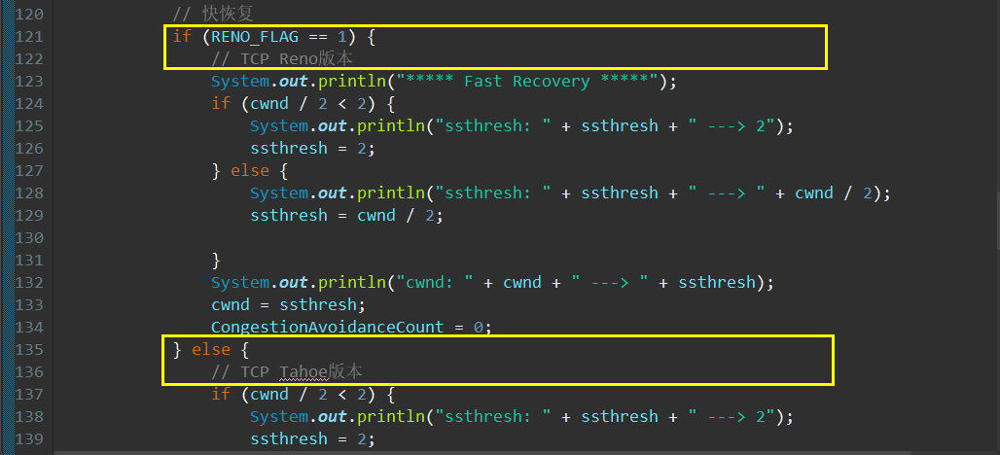 120 // 快恢复
121 if (RENO_FLAG == 1) {
122 // TCP Reno版本
123 System.out.println("***** Fast Recovery *****");
124 if (cwnd / 2 < 2) {
125 System.out.println("ssthresh: " + ssthresh + " ---> 2");
126 ssthresh = 2;
127 } else {
128 System.out.println("ssthresh: " + ssthresh + " ---> " + cwnd / 2);
129 ssthresh = cwnd / 2;
130
131 }
132 System.out.println("cwnd: " + cwnd + " ---> " + ssthresh);
133 cwnd = ssthresh;
134 CongestionAvoidanceCount = 0;
135 } else {
136 // TCP Tahoe版本
137 if (cwnd / 2 < 2) {
138 System.out.println("ssthresh: " + ssthresh + " ---> 2");
139 ssthresh = 2;